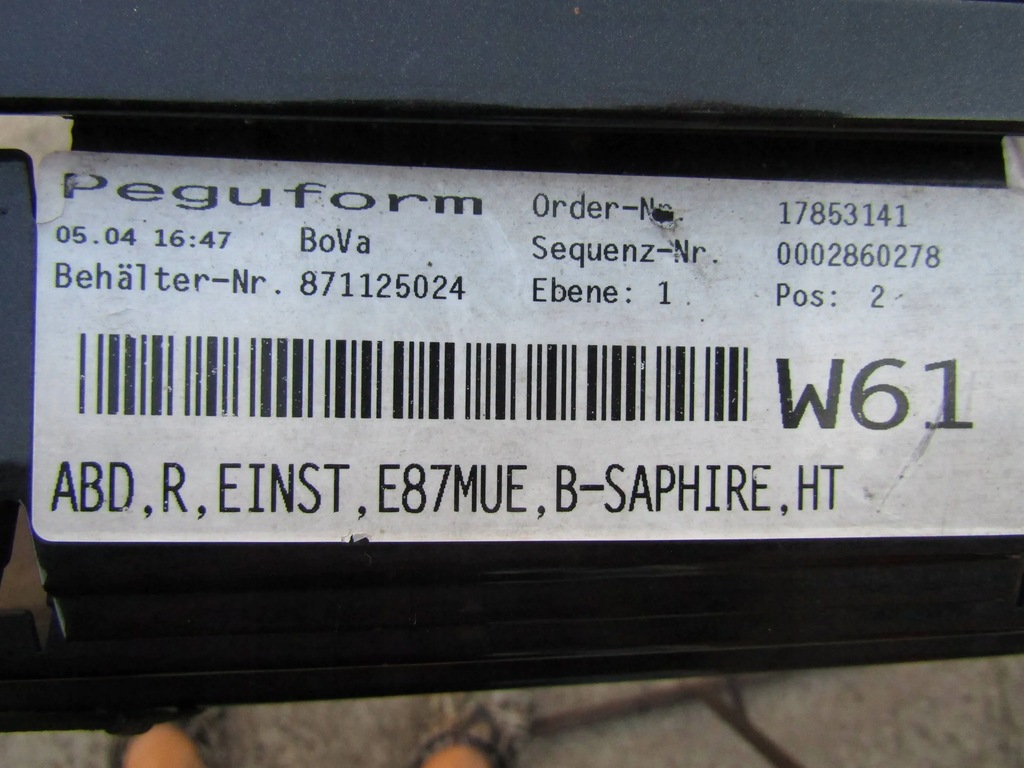 Peguform
05.04 16:47 BoVa
Behälter-Nr. 871125024
Order-Nr. 17853141
Sequenz-Nr. 0002860278
Ebene: 1 Pos: 2
W61
ABD,R,EINST,E87MUE,B-SAPHIRE,HT